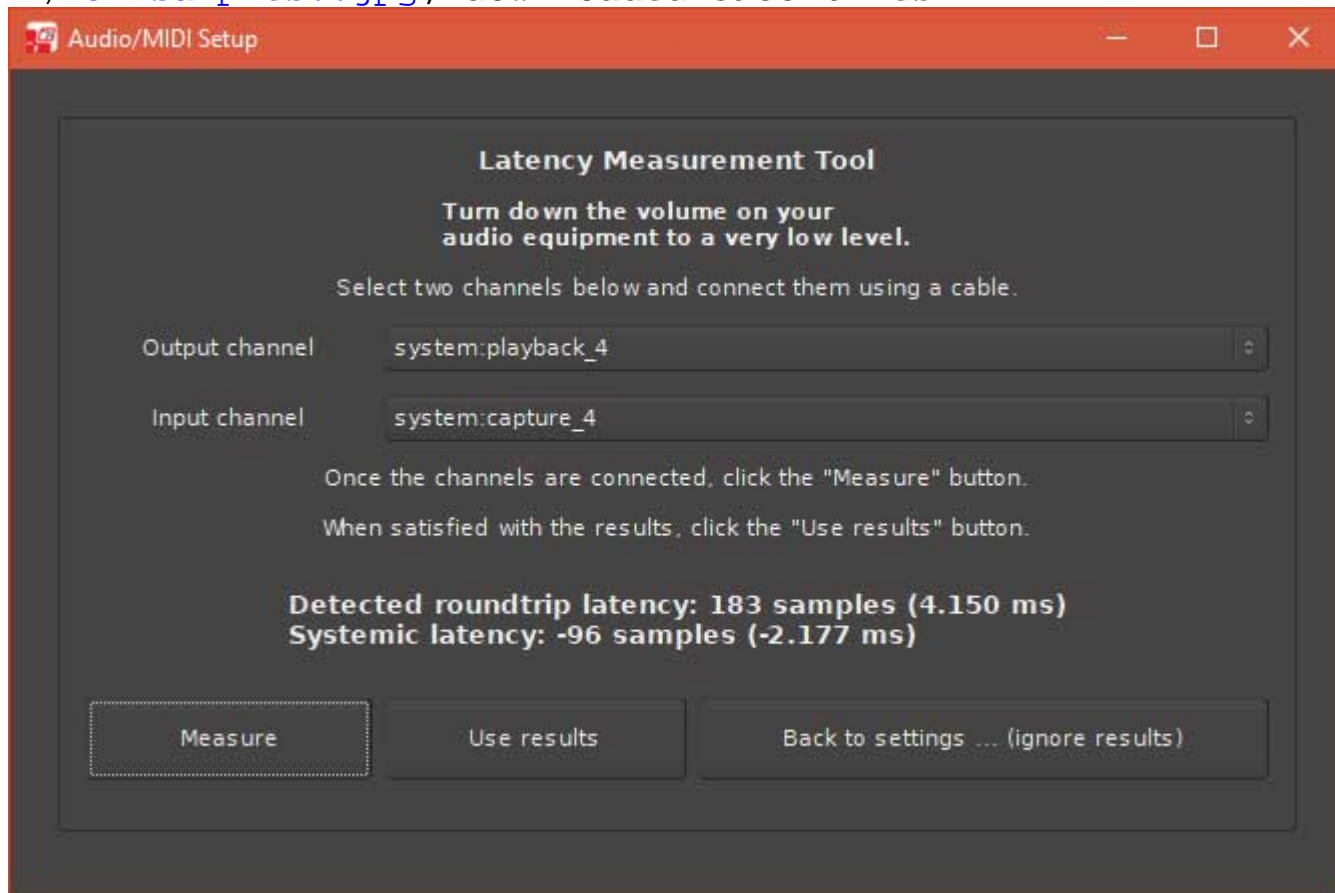 Audio/MIDI Setup
Latency Measurement Tool
Turn down the volume on your
audio equipment to a very low level.
Select two channels below and connect them using a cable.
Output channel system:playback_4
Input channel system:capture_4
Once the channels are connected, click the "Measure" button.
When satisfied with the results, click the "Use results" button.
Detected roundtrip latency: 183 samples (4.150 ms)
Systemic latency: -96 samples (-2.177 ms)
Measure Use results Back to settings ... (ignore results)